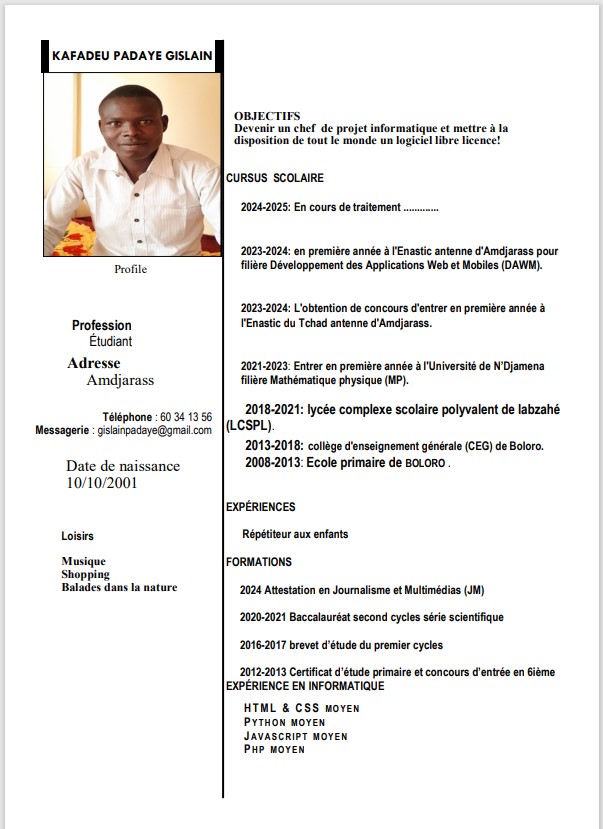 KAFADEU PADAYE GISLAIN
Profile
Profession
Étudiant
Adresse
Amdjarass
Téléphone : 60 34 13 56
Messagerie : gislainpadaye@gmail.com
Date de naissance
10/10/2001
Loisirs
Musique
Shopping
Balades dans la nature
OBJECTIFS
Devenir un chef de projet informatique et mettre à la
disposition de tout le monde un logiciel libre licence!
CURSUS SCOLAIRE
2024-2025: En cours de traitement .............
2023-2024: en première année à l'Enastic antenne d'Amdjarass pour
filière Développement des Applications Web et Mobiles (DAWM).
2023-2024: L'obtention de concours d'entrer en première année à
l'Enastic du Tchad antenne d'Amdjarass.
2021-2023: Entrer en première année à l'Université de N'Djamena
filière Mathématique physique (MP).
2018-2021: lycée complexe scolaire polyvalent de labzahé
(LCSPL).
2013-2018: collège d'enseignement générale (CEG) de Boloro.
2008-2013: Ecole primaire de BOLORO .
EXPÉRIENCES
Répétiteur aux enfants
FORMATIONS
2024 Attestation en Journalisme et Multimédias (JM)
2020-2021 Baccalauréat second cycles série scientifique
2016-2017 brevet d'étude du premier cycles
2012-2013 Certificat d'étude primaire et concours d'entrée en 6ième
EXPÉRIENCE EN INFORMATIQUE
HTML & CSS MOYEN
PYTHON MOYEN
JAVASCRIPT MOYEN
PHP MOYEN